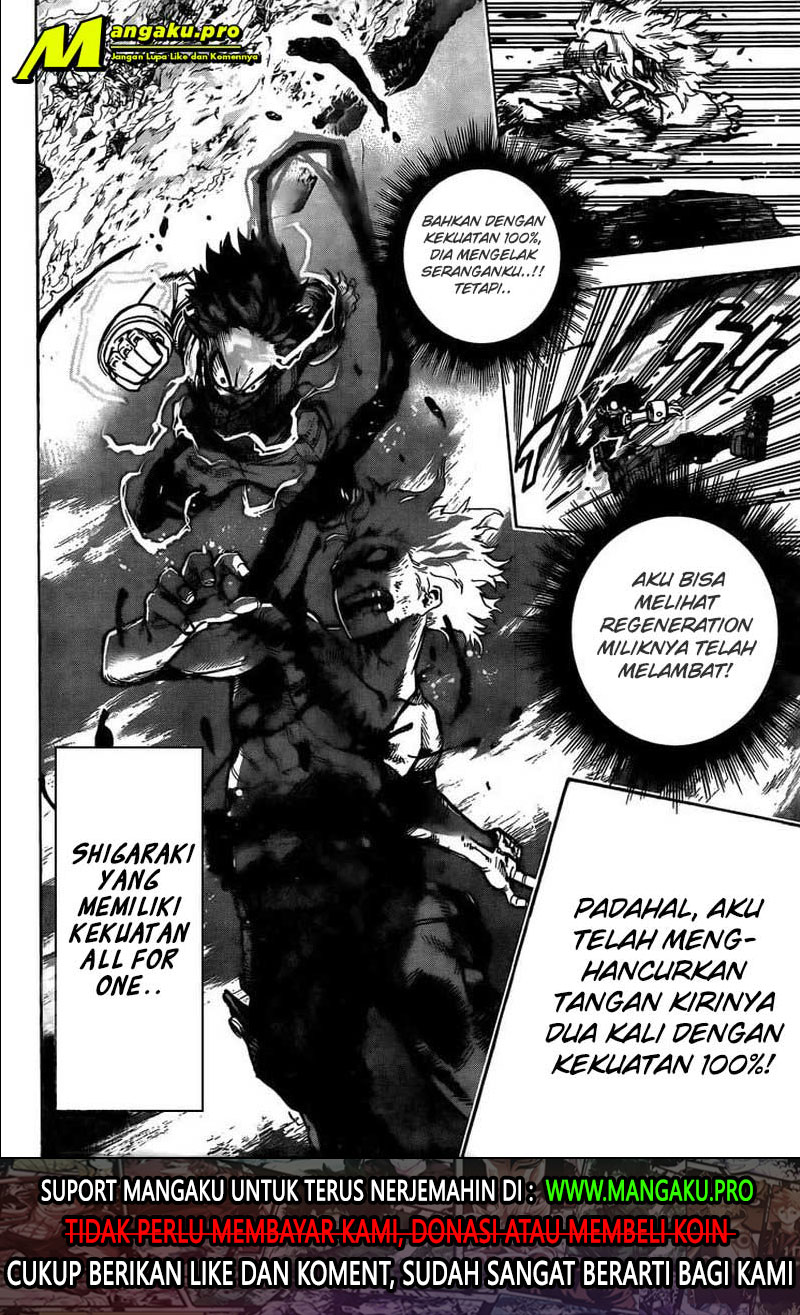 Mangaku.pro
Jangan Lupa Like dan Komennya
BAHKAN DENGAN
KEKUATAN 100%,
DIA MENGELAK
SERANGANKU..!!
TETAPI..
AKU BISA
MELIHAT
REGENERATION
MILIKNYA TELAH
MELAMBAT!
PADAHAL, AKU
TELAH MENG-
HANCURKAN
TANGAN KIRINYA
DUA KALI DENGAN
KEKUATAN 100%!
SHIGARAKI
YANG
MEMILIKI
KEKUATAN
ALL FOR
ONE..
SUPORT MANGAKU UNTUK TERUS NERJEMAHIN DI : WWW.MANGAKU.PRO
TIDAK PERLU MEMBAYAR KAMI, DONASI ATAU MEMBELI KOIN
CUKUP BERIKAN LIKE DAN KOMENT, SUDAH SANGAT BERARTI BAGI KAMI